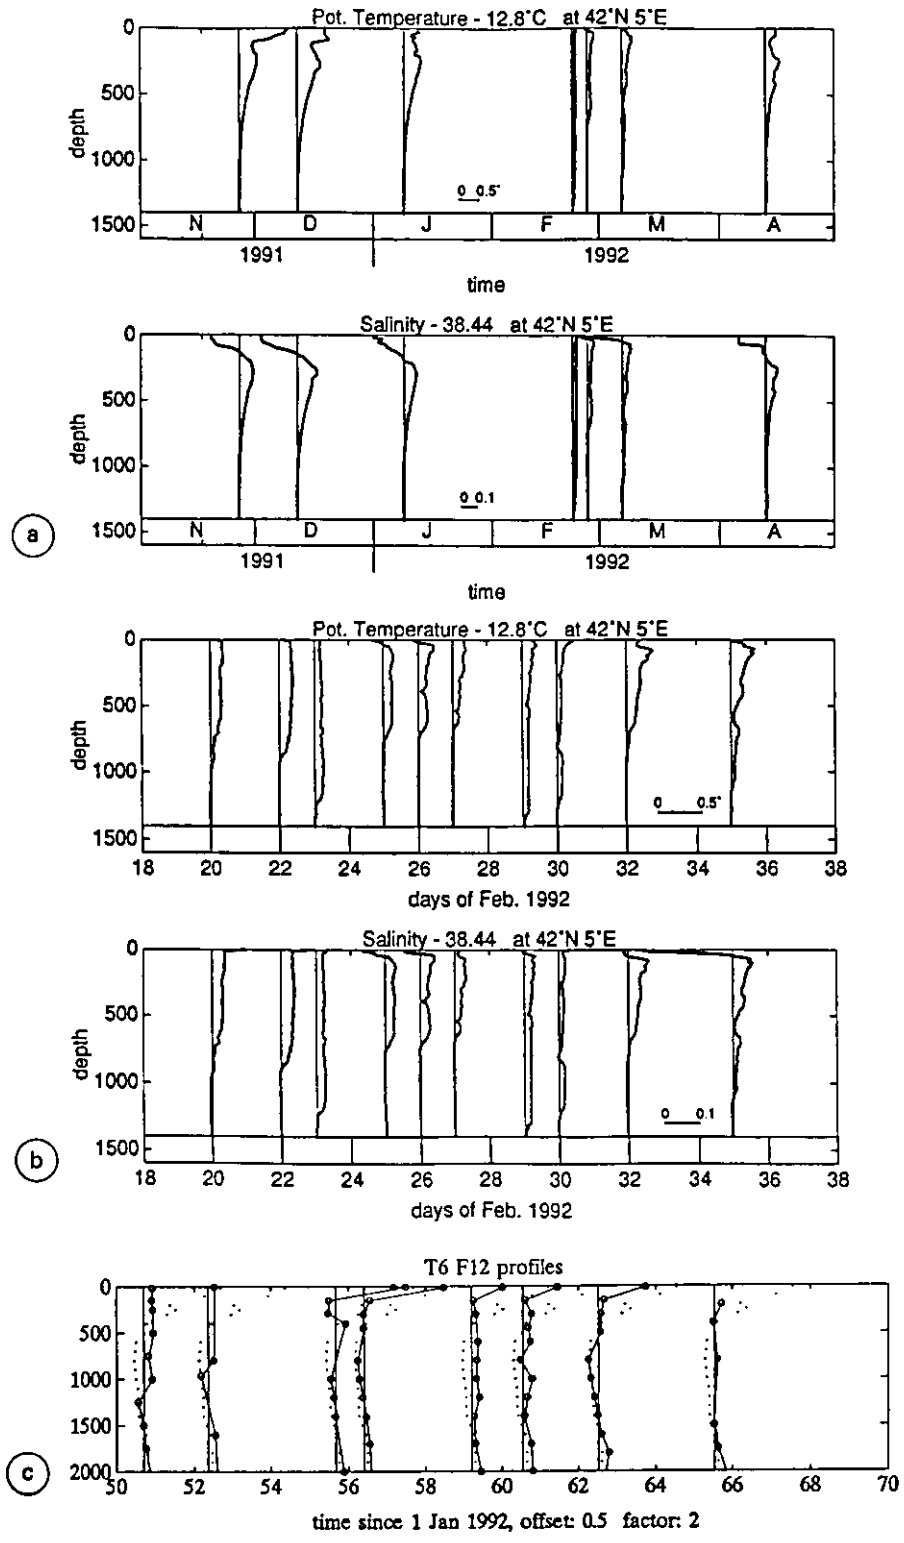 Pot. Temperature - 12.8°C at 42°N 5°E
0
500
1000
1500
depth
0 0.5°
N D J F M A
1991 1992
time
Salinity - 38.44 at 42°N 5°E
0
500
1000
1500
depth
0 0.1
a
N D J F M A
1991 1992
time
Pot. Temperature - 12.8°C at 42°N 5°E
0
500
1000
1500
depth
0 0.5°
18 20 22 24 26 28 30 32 34 36 38
days of Feb. 1992
Salinity - 38.44 at 42°N 5°E
0
500
1000
1500
depth
0 0.1
b
18 20 22 24 26 28 30 32 34 36 38
days of Feb. 1992
T6 F12 profiles
0
500
1000
1500
2000
c
50 52 54 56 58 60 62 64 66 68 70
time since 1 Jan 1992, offset: 0.5 factor: 2